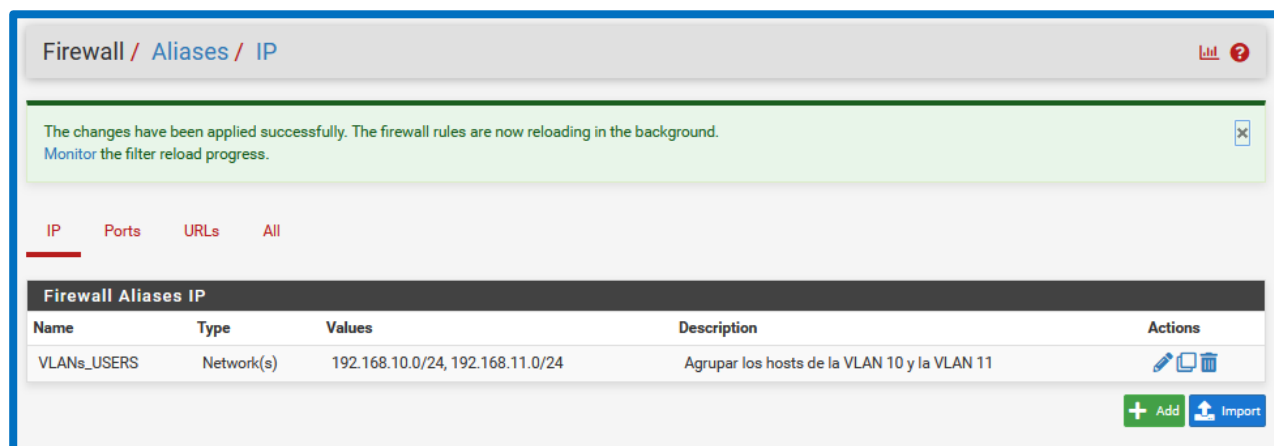 Firewall / Aliases / IP
The changes have been applied successfully. The firewall rules are now reloading in the background.
Monitor the filter reload progress.
IP Ports URLs All
Firewall Aliases IP
Name Type Values Description Actions
VLANs_USERS Network(s) 192.168.10.0/24, 192.168.11.0/24 Agrupar los hosts de la VLAN 10 y la VLAN 11
Add Import